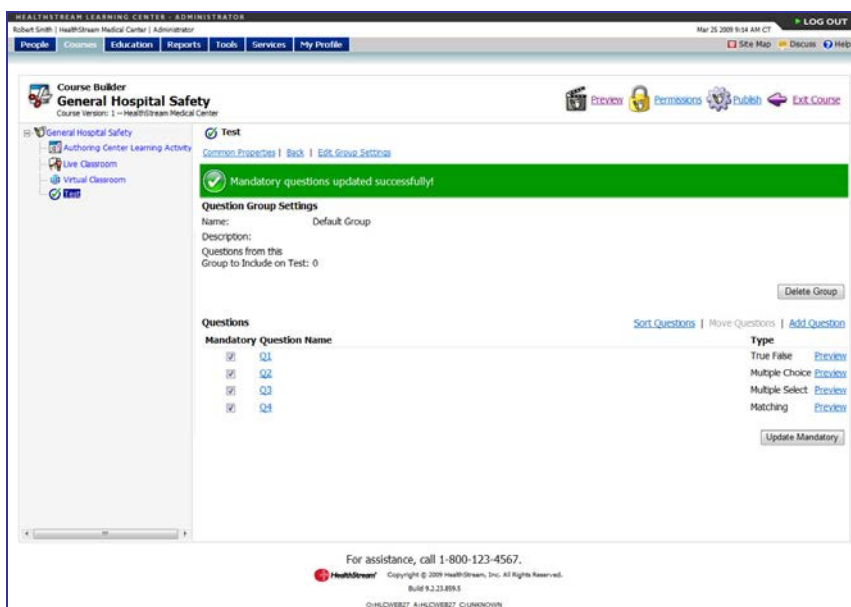 HEALTHSTREAM LEARNING CENTER - ADMINISTRATOR
LOG OUT
Robert Smith | HealthStream Medical Center | Administrator
Mar 25 2009 9:14 AM CT
People Courses Education Reports Tools Services My Profile
Site Map Discuss Help
Course Builder
General Hospital Safety
Course Version: 1 -- HealthStream Medical Center
Preview Permissions Publish Exit Course
General Hospital Safety
Authoring Center Learning Activity
Live Classroom
Virtual Classroom
Test
Test
Common Properties | Back | Edit Group Settings
Mandatory questions updated successfully!
Question Group Settings
Name: Default Group
Description:
Questions from this
Group to Include on Test: 0
Delete Group
Questions
Sort Questions | Move Questions | Add Question
Mandatory Question Name Type
Q1 True False Preview
Q2 Multiple Choice Preview
Q3 Multiple Select Preview
Q4 Matching Preview
Update Mandatory
For assistance, call 1-800-123-4567.
HealthStream Copyright © 2009 HealthStream, Inc. All Rights Reserved.
Build 9.2.23.859.5
O:HLCWEB27 A:HLCWEB27 C:UNKNOWN